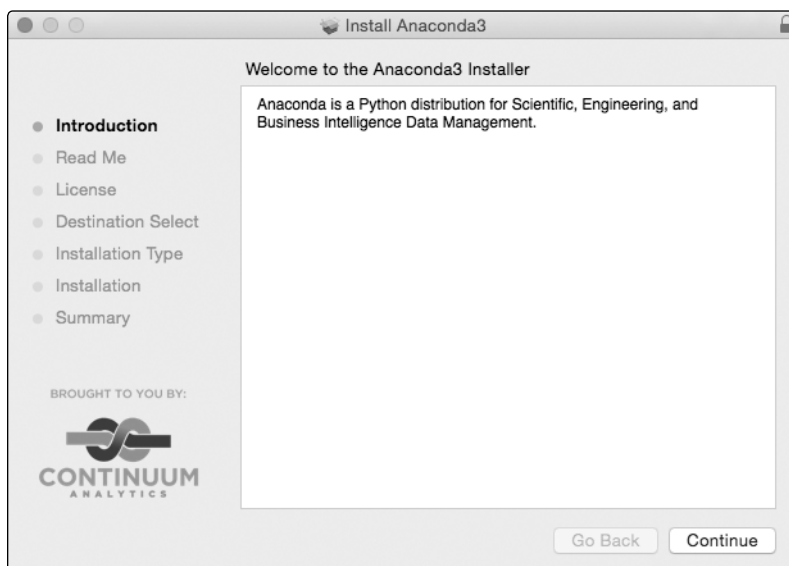 Install Anaconda3
Welcome to the Anaconda3 Installer
Introduction
Read Me
License
Destination Select
Installation Type
Installation
Summary
BROUGHT TO YOU BY:
CONTINUUM
ANALYTICS
Anaconda is a Python distribution for Scientific, Engineering, and
Business Intelligence Data Management.
Go Back
Continue